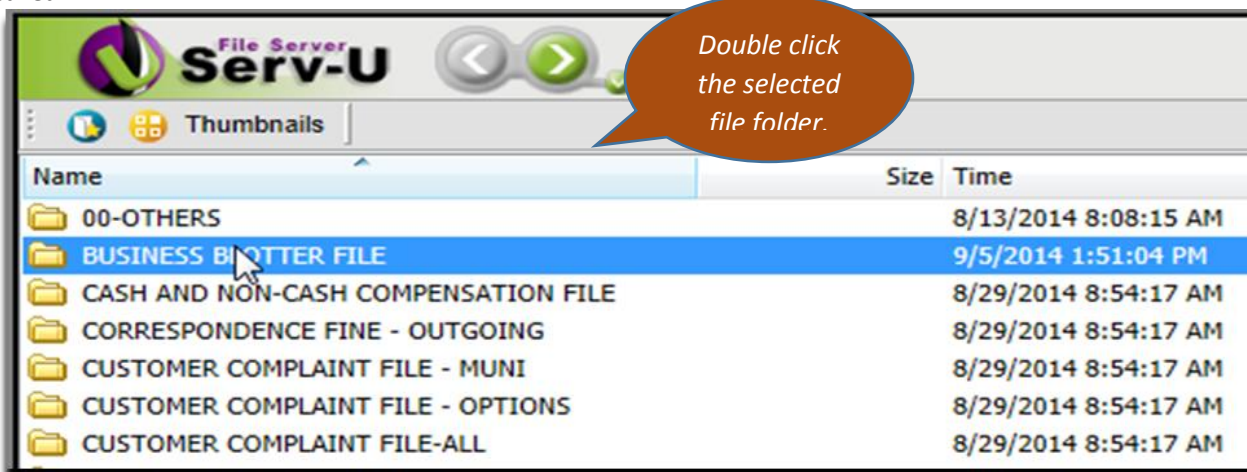 File Server
Serv-U
Double click
the selected
file folder.
Thumbnails
Name Size Time
00-OTHERS 8/13/2014 8:08:15 AM
BUSINESS BLOTTER FILE 9/5/2014 1:51:04 PM
CASH AND NON-CASH COMPENSATION FILE 8/29/2014 8:54:17 AM
CORRESPONDENCE FINE - OUTGOING 8/29/2014 8:54:17 AM
CUSTOMER COMPLAINT FILE - MUNI 8/29/2014 8:54:17 AM
CUSTOMER COMPLAINT FILE - OPTIONS 8/29/2014 8:54:17 AM
CUSTOMER COMPLAINT FILE-ALL 8/29/2014 8:54:17 AM